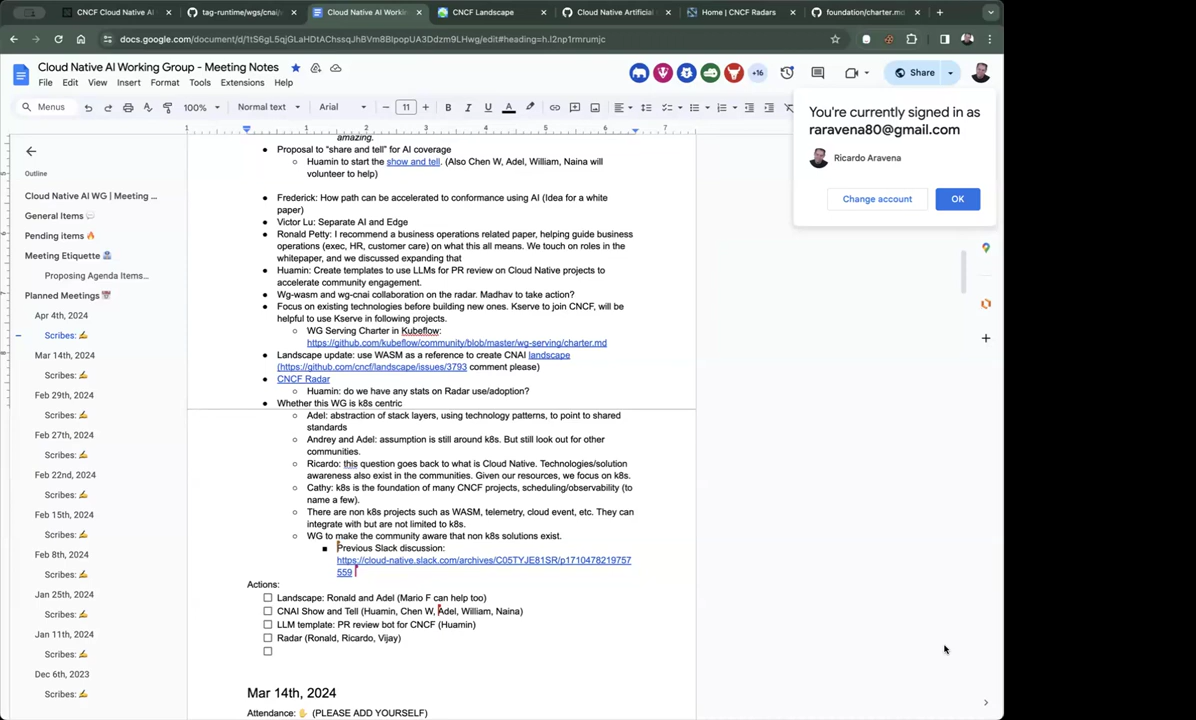 CNCF Cloud Native AI
tag-runtime/wgs/cnai/
Cloud Native AI Worki
CNCF Landscape
Cloud Native Artificial
Home | CNCF Radars
foundation/charter.md
docs.google.com/document/d/1tS6gL5qjGLaHDtAChssqJhBVm8BlpopUA3Ddzm9LHwg/edit#heading=h.l2np1rmrumjc
Cloud Native AI Working Group - Meeting Notes
File Edit View Insert Format Tools Extensions Help
+16
Share
Menus
100%
Normal text
Arial
11
1 1 2 3 4 5 6 7
You're currently signed in as
raravena80@gmail.com
Ricardo Aravena
Change account
OK
Outline
Cloud Native AI WG | Meeting ...
General Items
Pending items
Meeting Etiquette
Proposing Agenda Items...
Planned Meetings
Apr 4th, 2024
Scribes:
Mar 14th, 2024
Scribes:
Feb 29th, 2024
Scribes:
Feb 27th, 2024
Scribes:
Feb 22nd, 2024
Scribes:
Feb 15th, 2024
Scribes:
Feb 8th, 2024
Scribes:
Jan 25th, 2024
Scribes:
Jan 11th, 2024
Scribes:
Dec 6th, 2023
Scribes:
amazing.
Proposal to “share and tell” for AI coverage
Huamin to start the show and tell. (Also Chen W, Adel, William, Naina will
volunteer to help)
Frederick: How path can be accelerated to conformance using AI (Idea for a white
paper)
Victor Lu: Separate AI and Edge
Ronald Petty: I recommend a business operations related paper, helping guide business
operations (exec, HR, customer care) on what this all means. We touch on roles in the
whitepaper, and we discussed expanding that
Huamin: Create templates to use LLMs for PR review on Cloud Native projects to
accelerate community engagement.
Wg-wasm and wg-cnai collaboration on the radar. Madhav to take action?
Focus on existing technologies before building new ones. Kserve to join CNCF, will be
helpful to use Kserve in following projects.
WG Serving Charter in Kubeflow:
https://github.com/kubeflow/community/blob/master/wg-serving/charter.md
Landscape update: use WASM as a reference to create CNAI landscape
(https://github.com/cncf/landscape/issues/3793 comment please)
CNCF Radar
Huamin: do we have any stats on Radar use/adoption?
Whether this WG is k8s centric
Adel: abstraction of stack layers, using technology patterns, to point to shared
standards
Andrey and Adel: assumption is still around k8s. But still look out for other
communities.
Ricardo: this question goes back to what is Cloud Native. Technologies/solution
awareness also exist in the communities. Given our resources, we focus on k8s.
Cathy: k8s is the foundation of many CNCF projects, scheduling/observability (to
name a few).
There are non k8s projects such as WASM, telemetry, cloud event, etc. They can
integrate with but are not limited to k8s.
WG to make the community aware that non k8s solutions exist.
Previous Slack discussion:
https://cloud-native.slack.com/archives/C05TYJE81SR/p1710478219757
559
Actions:
Landscape: Ronald and Adel (Mario F can help too)
CNAI Show and Tell (Huamin, Chen W, Adel, William, Naina)
LLM template: PR review bot for CNCF (Huamin)
Radar (Ronald, Ricardo, Vijay)
Mar 14th, 2024
Attendance: (PLEASE ADD YOURSELF)